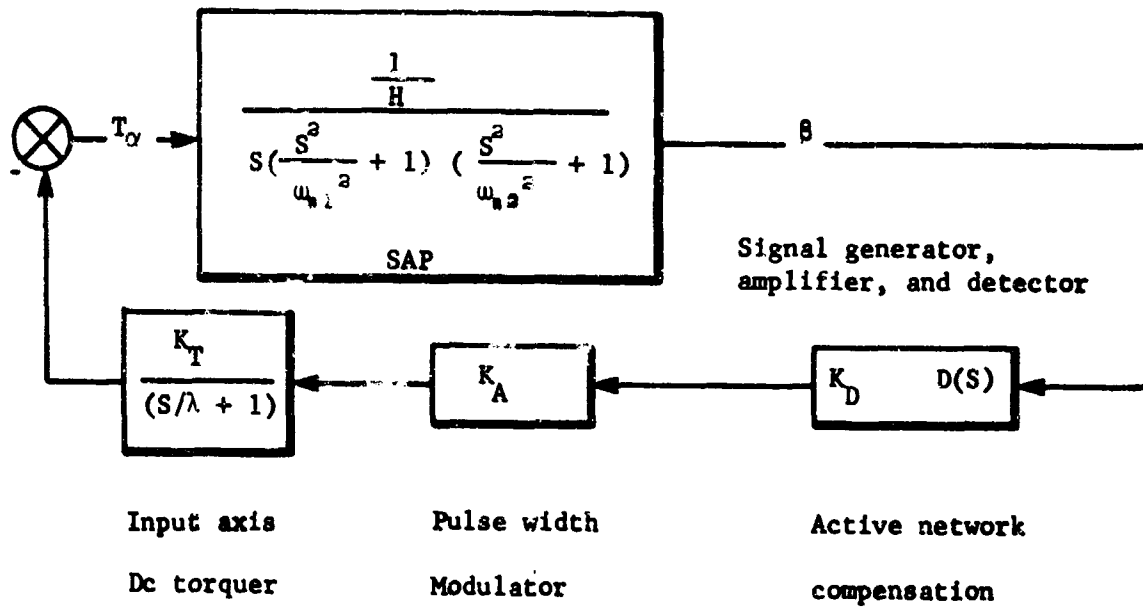 1
H
T_α
β
S(S²/ω_n1² + 1) (S²/ω_n2² + 1)
SAP
Signal generator,
amplifier, and detector
K_T
(S/λ + 1)
K_A
K_D D(S)
-
Input axis
Pulse width
Active network
Dc torquer
Modulator
compensation